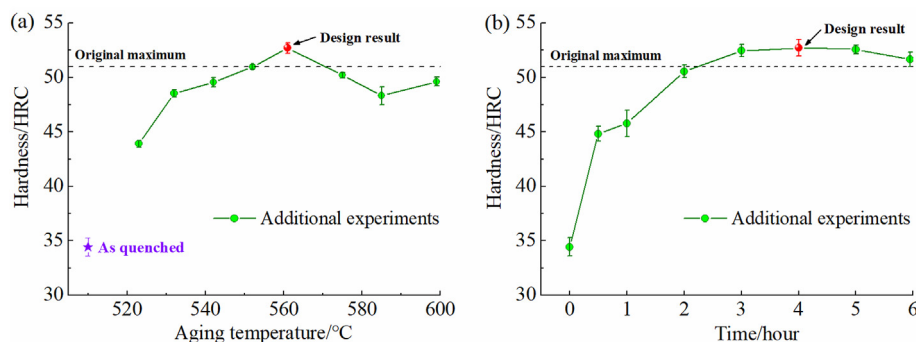 (a)
55
50
45
40
35
30
Hardness/HRC
Original maximum
Design result
Additional experiments
As quenched
520 540 560 580 600
Aging temperature/°C
(b)
55
50
45
40
35
30
Hardness/HRC
Original maximum
Design result
Additional experiments
0 1 2 3 4 5 6
Time/hour